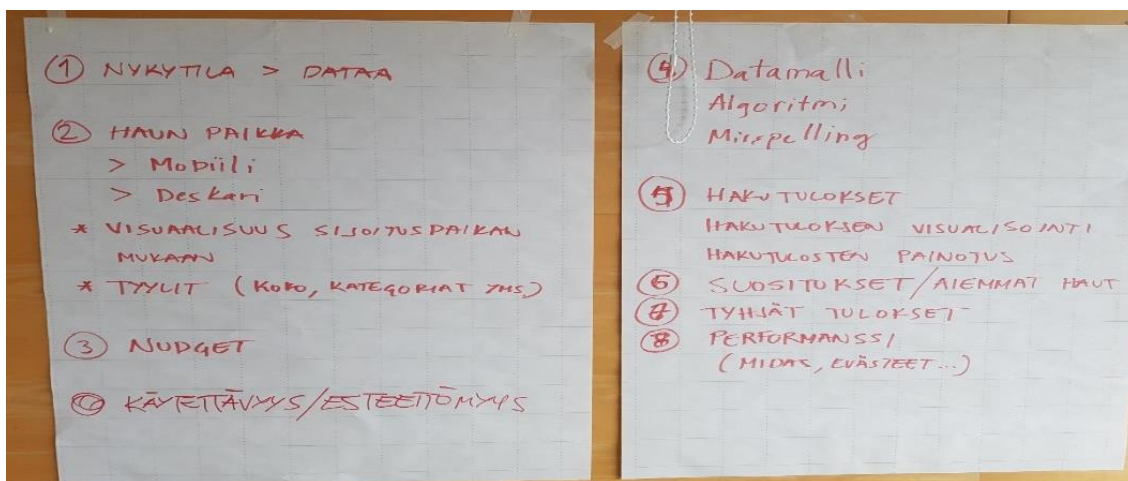 ① NYKYTILA > DATAA
② HAUN PAIKKA
> Mobiili
> Deskari
* VISUAALISUUS SIJOITUSPAIKAN
MUKAAN
* TYYLIT (KOKO, KATEGORIAT YMS)
③ NUDGET
KÄYTETTÄVYYS/ESTEETTÖMYYS
④ Datamalli
Algoritmi
Misspelling
⑤ HAKUTULOKSET
HAKUTULOKSEN VISUALISOINTI
HAKUTULOSTEN PAINOTUS
⑥ SUOSITUKSET/AIEMMAT HAUT
⑦ TYHJÄT TULOKSET
⑧ PERFORMANSSI
(MIDAS, EVÄSTEET...)